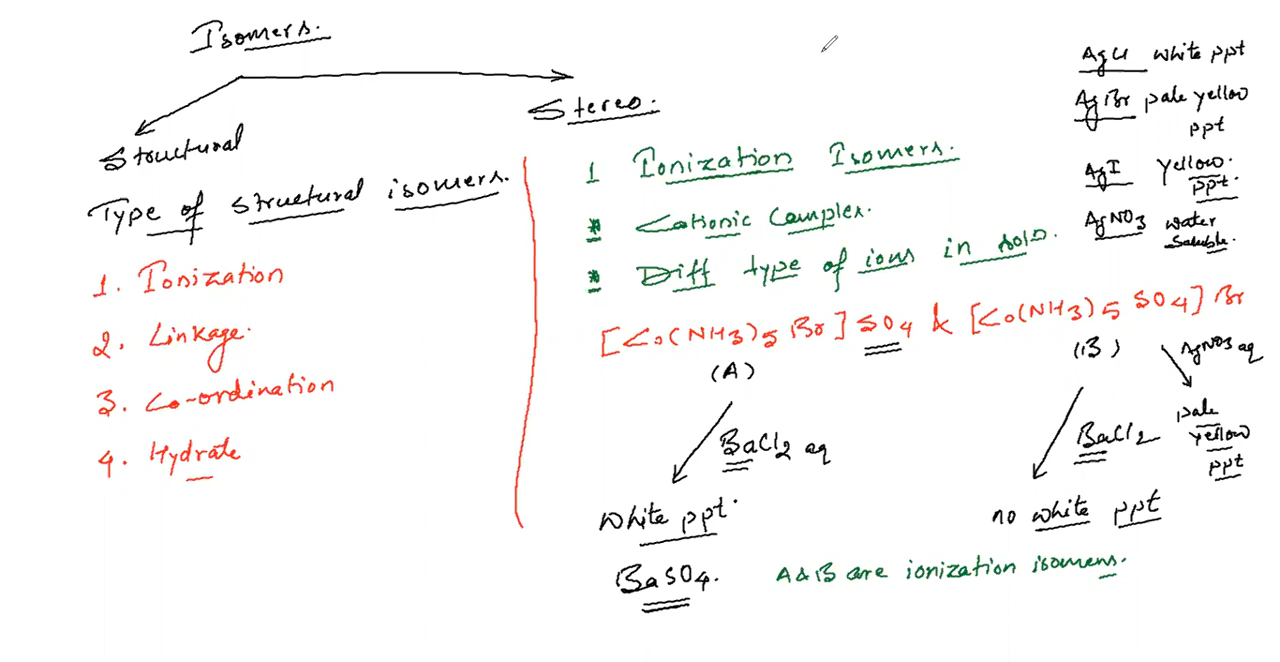 Isomers.
Structural
Stereo.
Type of structural isomers.
1. Ionization
2. Linkage.
3. Co-ordination
4. Hydrate
1 Ionization Isomers.
* Cationic Complex.
* Diff type of ions in soln.
[Co(NH3)5 Br] SO4 & [Co(NH3)5 SO4] Br
(A)
(B)
BaCl2 aq
White ppt.
BaSO4.
BaCl2
no white ppt
AgNO3 aq
pale
yellow
ppt
A & B are ionization isomers.
AgCl white ppt
AgBr pale yellow
ppt
AgI Yellow.
ppt.
AgNO3 water
Soluble.